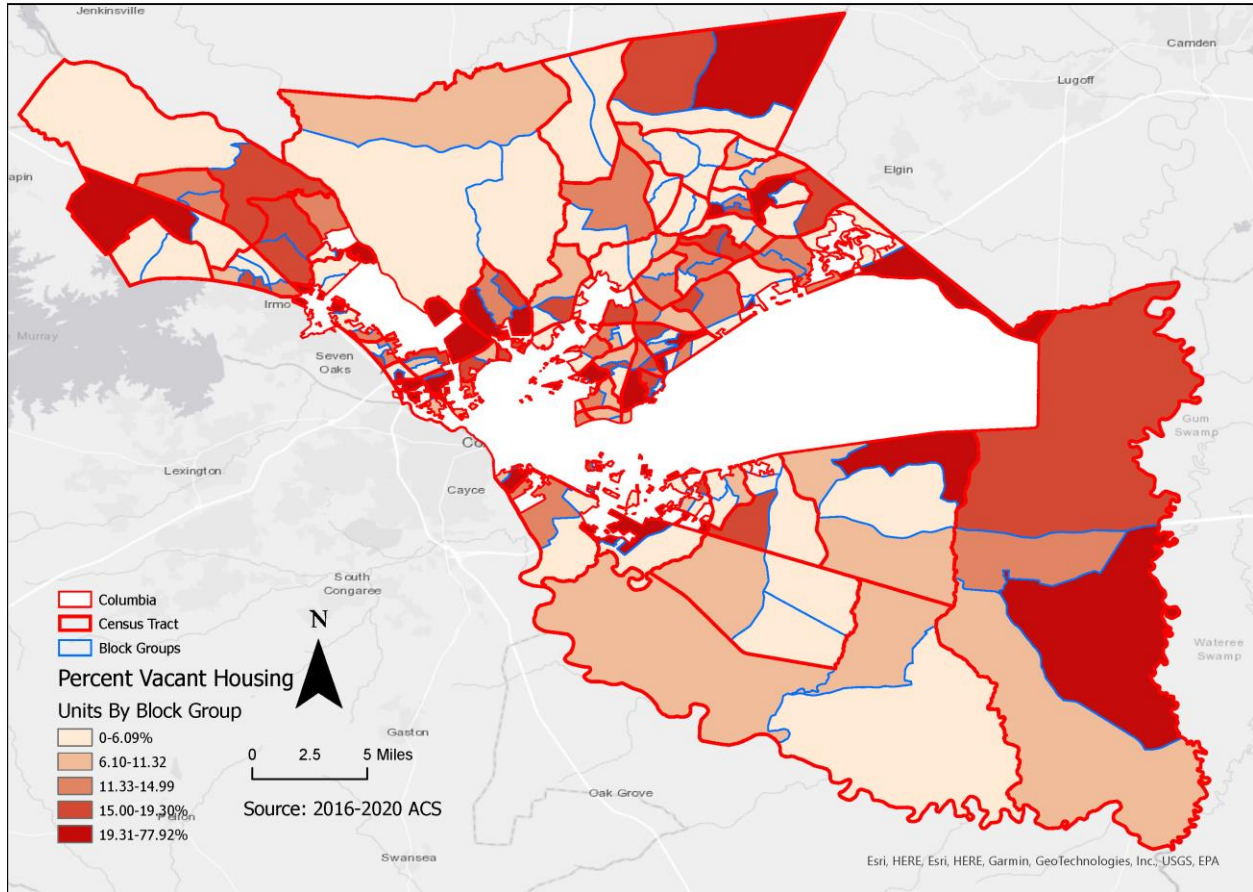 Jenkinsville
Camden
Lugoff
Elgin
apin
Irmo
Murray
Seven
Oaks
Gum
Swamp
Co
Lexington
Cayce
South
Congaree
Wateree
Swamp
Columbia
Census Tract
Block Groups
N
Percent Vacant Housing
Units By Block Group
0-6.09%
6.10-11.32
11.33-14.99
15.00-19.30%
19.31-77.92%
Gaston
0 2.5 5 Miles
Source: 2016-2020 ACS
Pelion
Oak Grove
Swansea
Esri, HERE, Esri, HERE, Garmin, GeoTechnologies, Inc., USGS, EPA